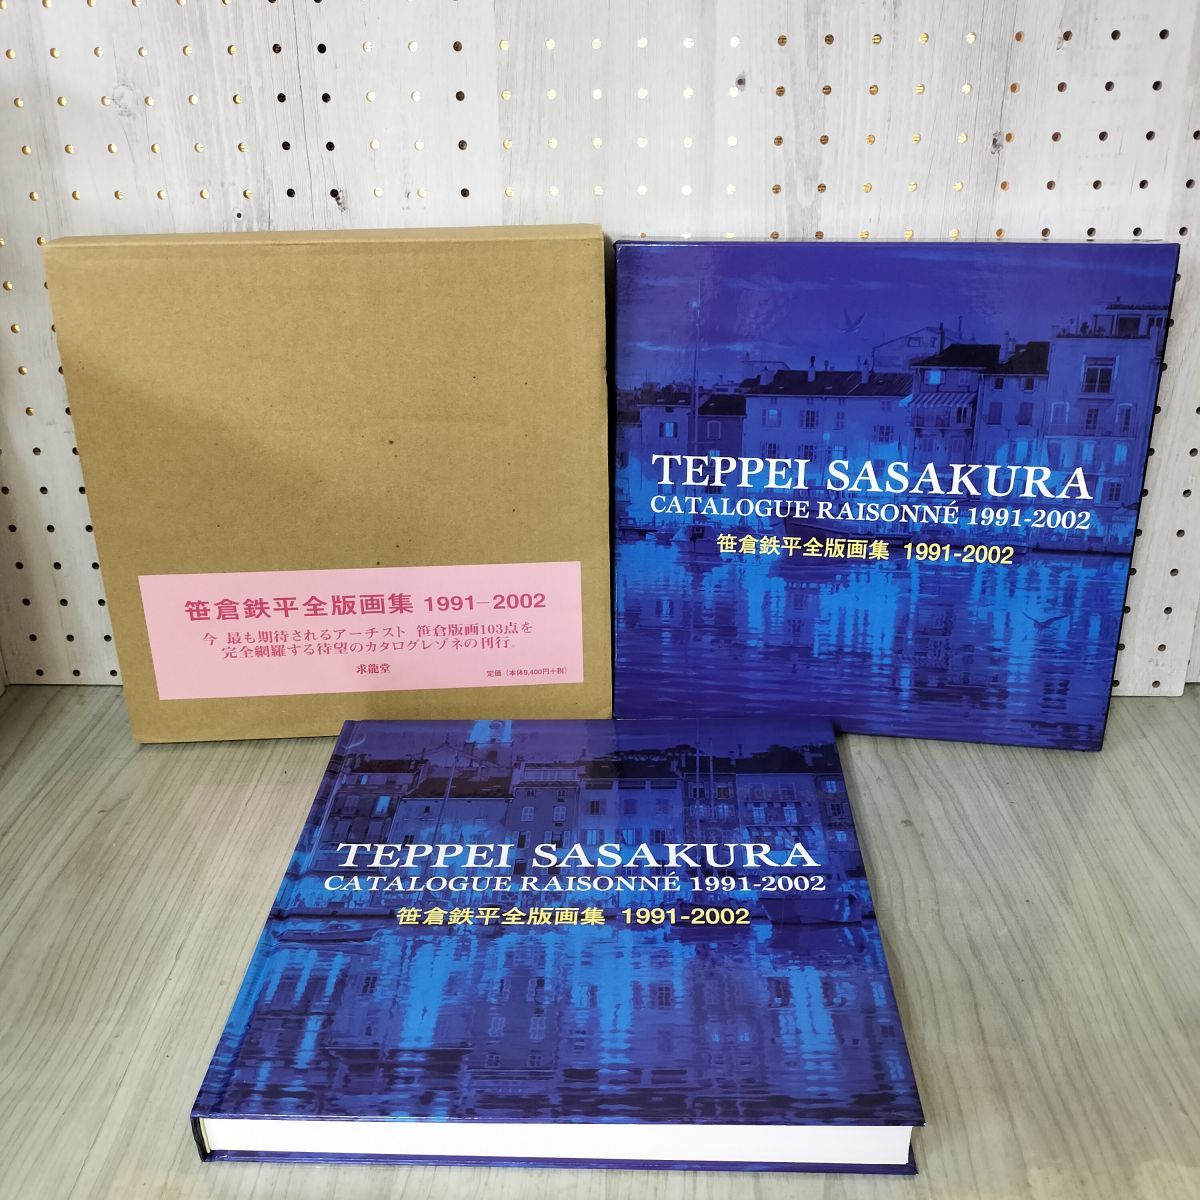 笹倉鉄平全版画集 1991－2002
今 最も期待されるアーチスト 笹倉版画103点を
完全網羅する待望のカタログレゾネの刊行。
求龍堂
定価（本体9,400円+税）
TEPPEI SASAKURA
CATALOGUE RAISONNÉ 1991-2002
笹倉鉄平全版画集 1991-2002
TEPPEI SASAKURA
CATALOGUE RAISONNÉ 1991-2002
笹倉鉄平全版画集 1991-2002